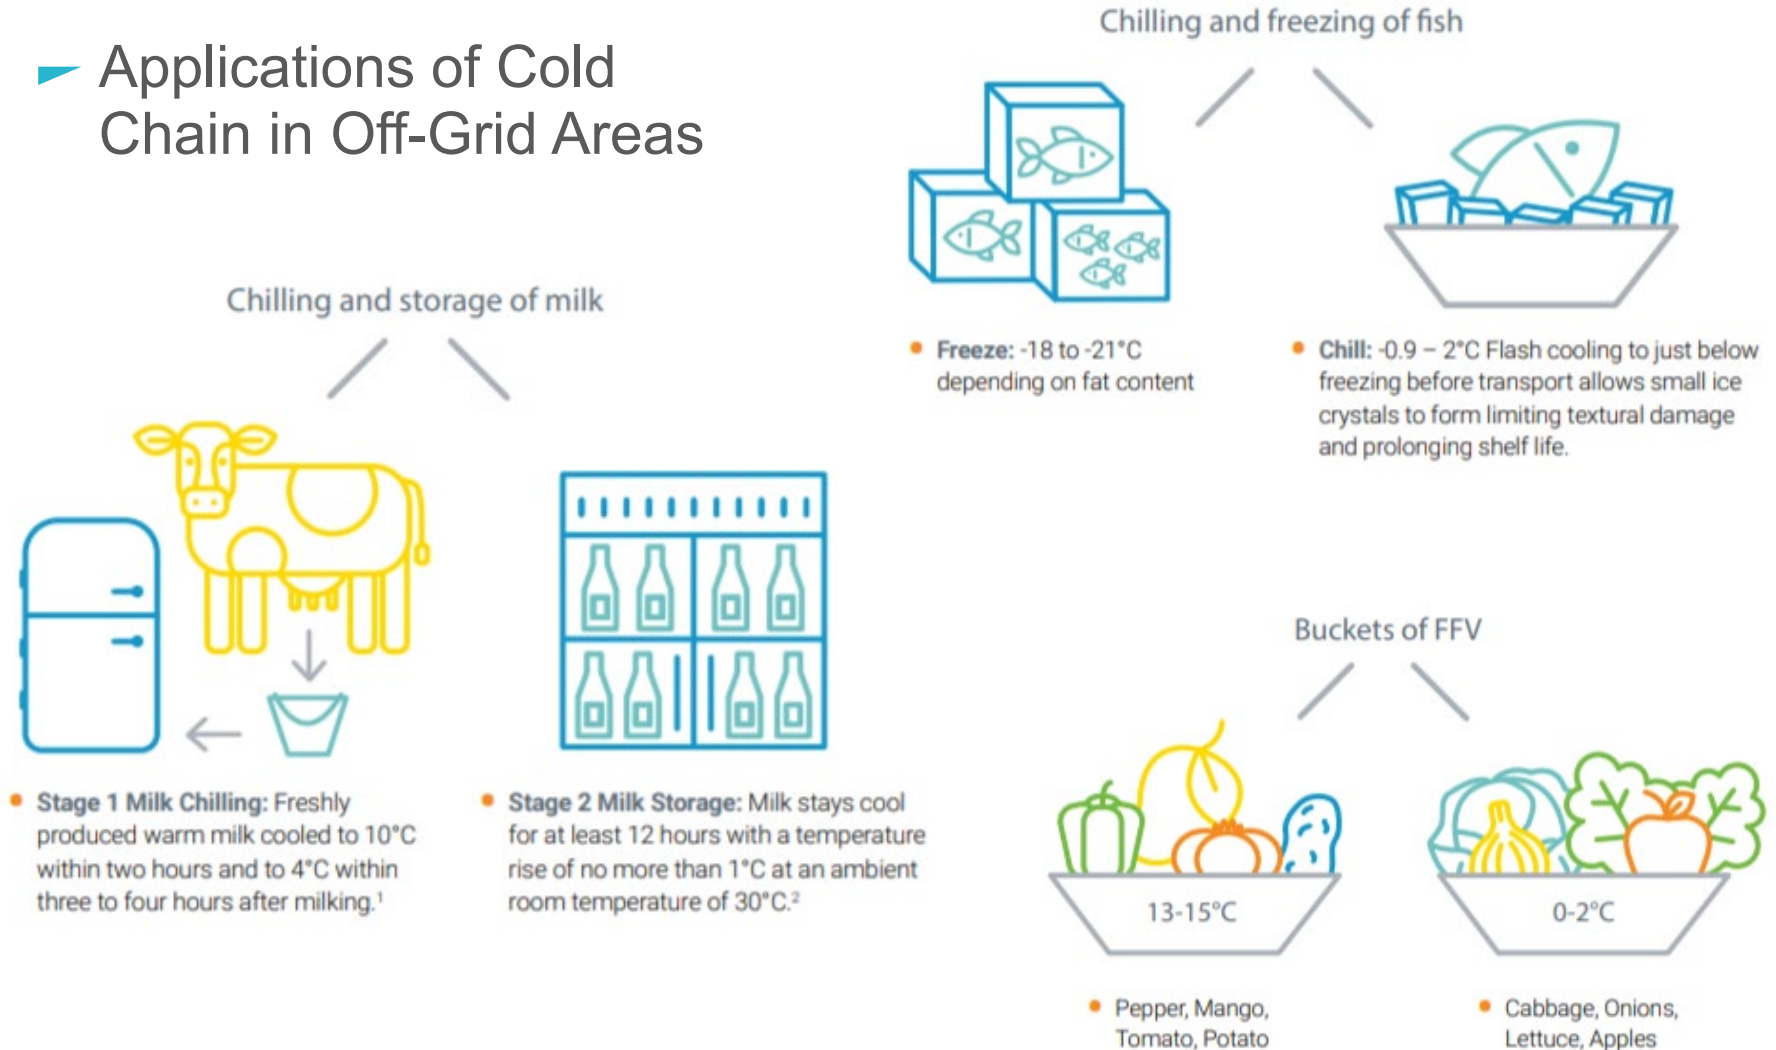 Applications of Cold
Chain in Off-Grid Areas
Chilling and storage of milk
• Stage 1 Milk Chilling: Freshly
produced warm milk cooled to 10°C
within two hours and to 4°C within
three to four hours after milking.¹
• Stage 2 Milk Storage: Milk stays cool
for at least 12 hours with a temperature
rise of no more than 1°C at an ambient
room temperature of 30°C.²
Chilling and freezing of fish
• Freeze: -18 to -21°C
depending on fat content
• Chill: -0.9 – 2°C Flash cooling to just below
freezing before transport allows small ice
crystals to form limiting textural damage
and prolonging shelf life.
Buckets of FFV
13-15°C
• Pepper, Mango,
Tomato, Potato
0-2°C
• Cabbage, Onions,
Lettuce, Apples